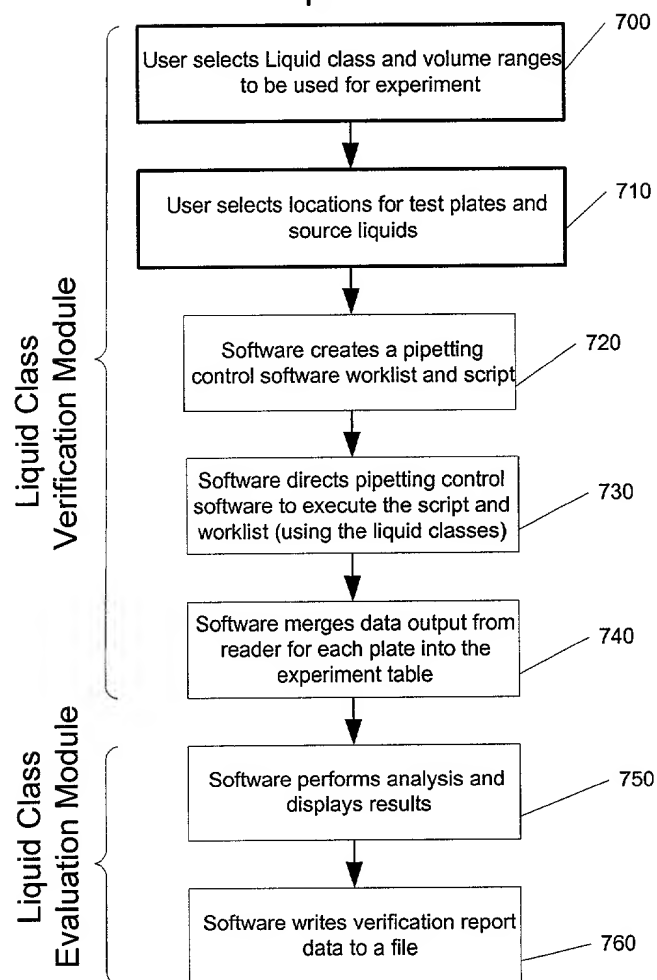 700
User selects Liquid class and volume ranges
to be used for experiment
710
User selects locations for test plates and
source liquids
Liquid Class
Verification Module
720
Software creates a pipetting
control software worklist and script
730
Software directs pipetting control
software to execute the script and
worklist (using the liquid classes)
740
Software merges data output from
reader for each plate into the
experiment table
Liquid Class
Evaluation Module
750
Software performs analysis and
displays results
760
Software writes verification report
data to a file